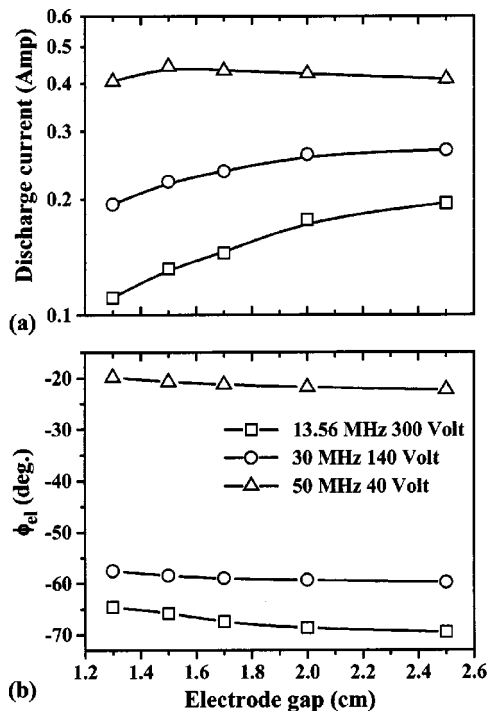 0.6
0.5
0.4
0.3
0.2
0.1
Discharge current (Amp)
(a)
-20
-30
-40
-50
-60
-70
ϕel (deg.)
13.56 MHz 300 Volt
30 MHz 140 Volt
50 MHz 40 Volt
1.2 1.4 1.6 1.8 2.0 2.2 2.4 2.6
(b)
Electrode gap (cm)